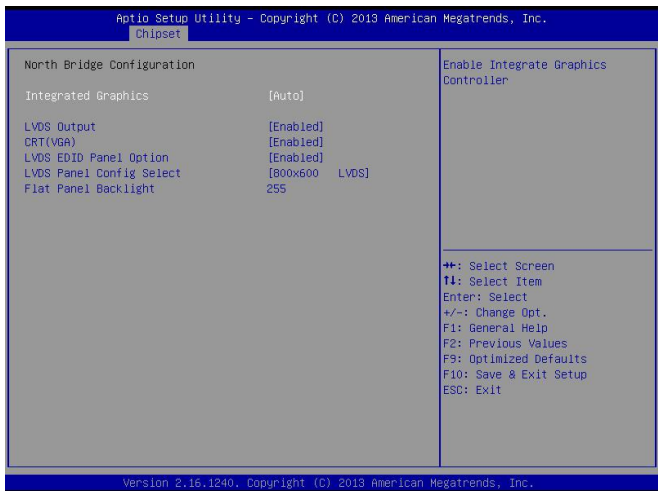 Aptio Setup Utility – Copyright (C) 2013 American Megatrends, Inc.
Chipset
North Bridge Configuration
Integrated Graphics [Auto]
LVDS Output [Enabled]
CRT(VGA) [Enabled]
LVDS EDID Panel Option [Enabled]
LVDS Panel Config Select [800x600 LVDS]
Flat Panel Backlight 255
Enable Integrate Graphics
Controller
→←: Select Screen
↑↓: Select Item
Enter: Select
+/-: Change Opt.
F1: General Help
F2: Previous Values
F9: Optimized Defaults
F10: Save & Exit Setup
ESC: Exit
Version 2.16.1240. Copyright (C) 2013 American Megatrends, Inc.